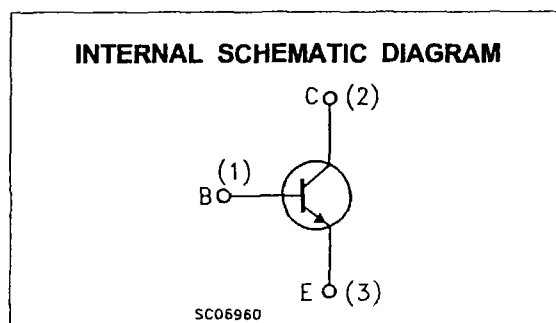 INTERNAL SCHEMATIC DIAGRAM
C (2)
(1)
B
E (3)
SC06960